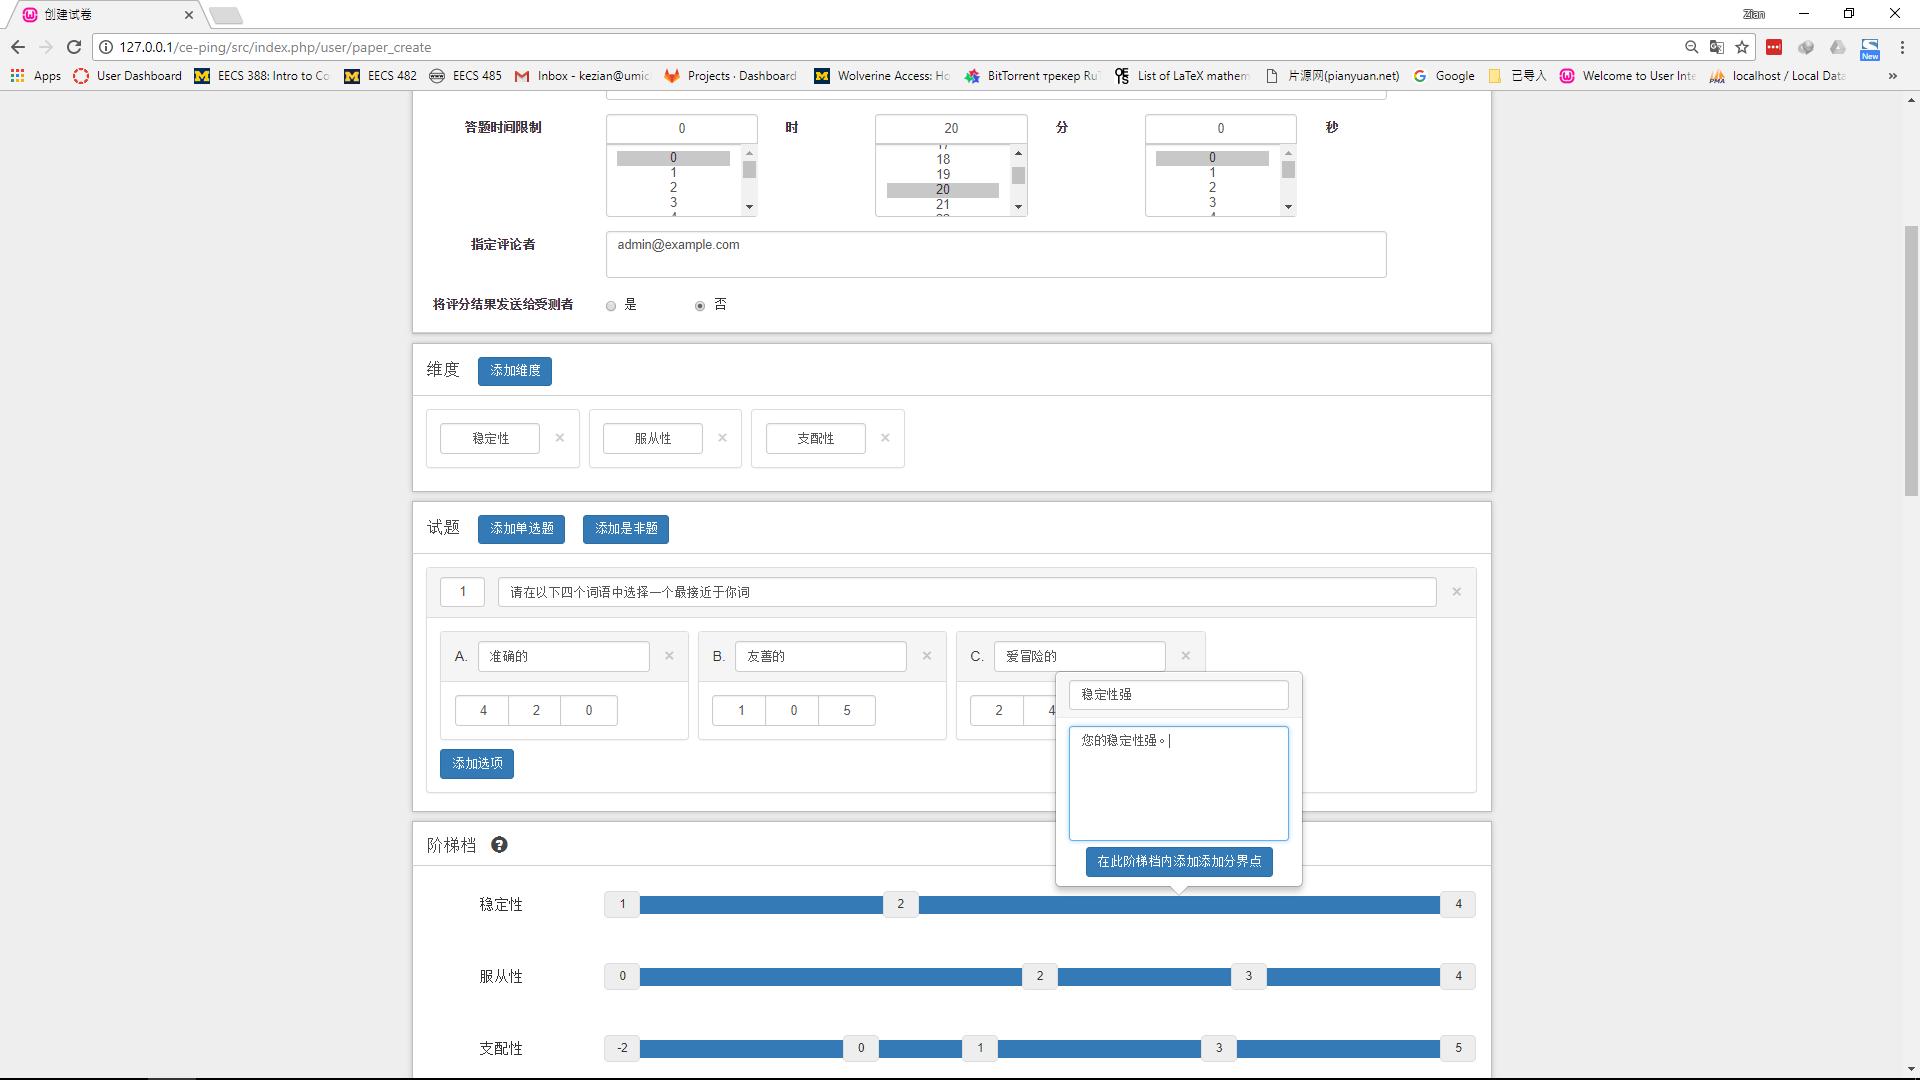 创建试卷
Zian
127.0.0.1/ce-ping/src/index.php/user/paper_create
Apps User Dashboard EECS 388: Intro to Co EECS 482 EECS 485 Inbox - kezian@umic Projects · Dashboard Wolverine Access: Ho BitTorrent трекер Ru List of LaTeX mathem 片源网(pianyuan.net) Google 已导入 Welcome to User Inte localhost / Local Data »
New
答题时间限制 0 时 20 分 0 秒
0 17 0
1 18 1
2 19 2
3 20 3
4 21 4
指定评论者 admin@example.com
将评分结果发送给受测者 是 否
维度 添加维度
稳定性 × 服从性 × 支配性 ×
试题 添加单选题 添加是非题
1 请在以下四个词语中选择一个最接近于你词 ×
A. 准确的 × B. 友善的 × C. 爱冒险的 ×
4 2 0 1 0 5 2 4
添加选项
稳定性强
您的稳定性强。
在此阶梯档内添加添加分界点
阶梯档 ?
稳定性 1 2 4
服从性 0 2 3 4
支配性 -2 0 1 3 5